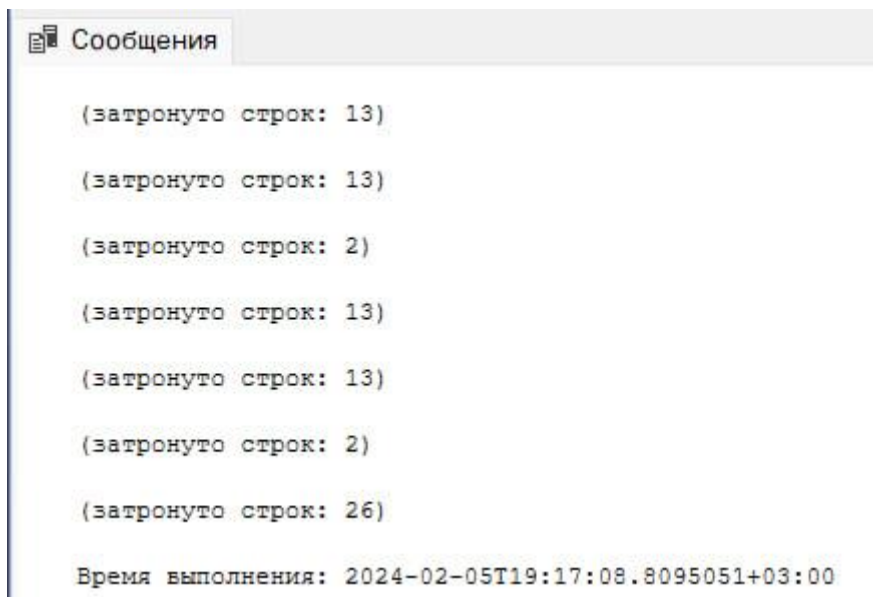 Сообщения
(затронуто строк: 13)
(затронуто строк: 13)
(затронуто строк: 2)
(затронуто строк: 13)
(затронуто строк: 13)
(затронуто строк: 2)
(затронуто строк: 26)
Время выполнения: 2024-02-05T19:17:08.8095051+03:00